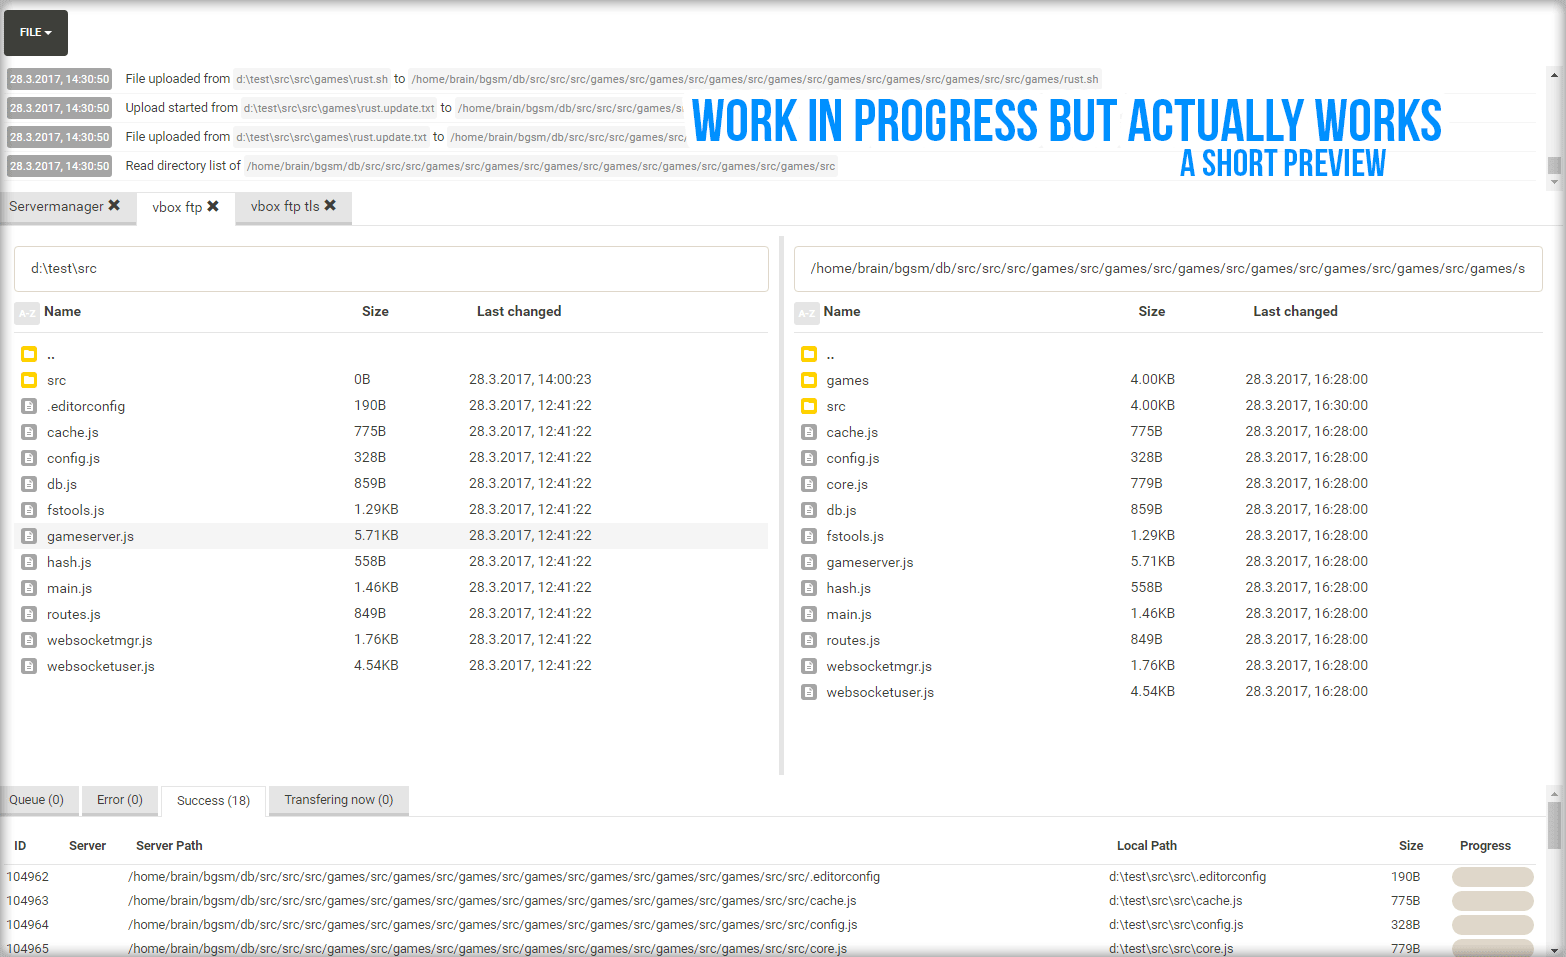 FILE
28.3.2017, 14:30:50 File uploaded from d:\test\src\src\games\rust.sh to /home/brain/bgsm/db/src/src/src/games/src/games/src/games/src/games/src/games/src/games/src/games/src/src/games/rust.sh
28.3.2017, 14:30:50 Upload started from d:\test\src\src\games\rust.update.txt to /home/brain/bgsm/db/src/src/src/games/s
28.3.2017, 14:30:50 File uploaded from d:\test\src\src\games\rust.update.txt to /home/brain/bgsm/db/src/src/src/games/src/
WORK IN PROGRESS BUT ACTUALLY WORKS
A SHORT PREVIEW
28.3.2017, 14:30:50 Read directory list of /home/brain/bgsm/db/src/src/src/games/src/games/src/games/src/games/src/games/src/games/src/games/src
Servermanager ✖ vbox ftp ✖ vbox ftp tls ✖
d:\test\src
A-Z Name Size Last changed
..
src 0B 28.3.2017, 14:00:23
.editorconfig 190B 28.3.2017, 12:41:22
cache.js 775B 28.3.2017, 12:41:22
config.js 328B 28.3.2017, 12:41:22
db.js 859B 28.3.2017, 12:41:22
fstools.js 1.29KB 28.3.2017, 12:41:22
gameserver.js 5.71KB 28.3.2017, 12:41:22
hash.js 558B 28.3.2017, 12:41:22
main.js 1.46KB 28.3.2017, 12:41:22
routes.js 849B 28.3.2017, 12:41:22
websocketmgr.js 1.76KB 28.3.2017, 12:41:22
websocketuser.js 4.54KB 28.3.2017, 12:41:22
/home/brain/bgsm/db/src/src/src/games/src/games/src/games/src/games/src/games/src/games/src/games/s
A-Z Name Size Last changed
..
games 4.00KB 28.3.2017, 16:28:00
src 4.00KB 28.3.2017, 16:30:00
cache.js 775B 28.3.2017, 16:28:00
config.js 328B 28.3.2017, 16:28:00
core.js 779B 28.3.2017, 16:28:00
db.js 859B 28.3.2017, 16:28:00
fstools.js 1.29KB 28.3.2017, 16:28:00
gameserver.js 5.71KB 28.3.2017, 16:28:00
hash.js 558B 28.3.2017, 16:28:00
main.js 1.46KB 28.3.2017, 16:28:00
routes.js 849B 28.3.2017, 16:28:00
websocketmgr.js 1.76KB 28.3.2017, 16:28:00
websocketuser.js 4.54KB 28.3.2017, 16:28:00
Queue (0) Error (0) Success (18) Transfering now (0)
ID Server Server Path Local Path Size Progress
104962 /home/brain/bgsm/db/src/src/src/games/src/games/src/games/src/games/src/games/src/games/src/games/src/src/.editorconfig d:\test\src\src\.editorconfig 190B
104963 /home/brain/bgsm/db/src/src/src/games/src/games/src/games/src/games/src/games/src/games/src/games/src/src/cache.js d:\test\src\src\cache.js 775B
104964 /home/brain/bgsm/db/src/src/src/games/src/games/src/games/src/games/src/games/src/games/src/games/src/src/config.js d:\test\src\src\config.js 328B
104965 /home/brain/bgsm/db/src/src/src/games/src/games/src/games/src/games/src/games/src/games/src/games/src/src/core.js d:\test\src\src\core.js 779B